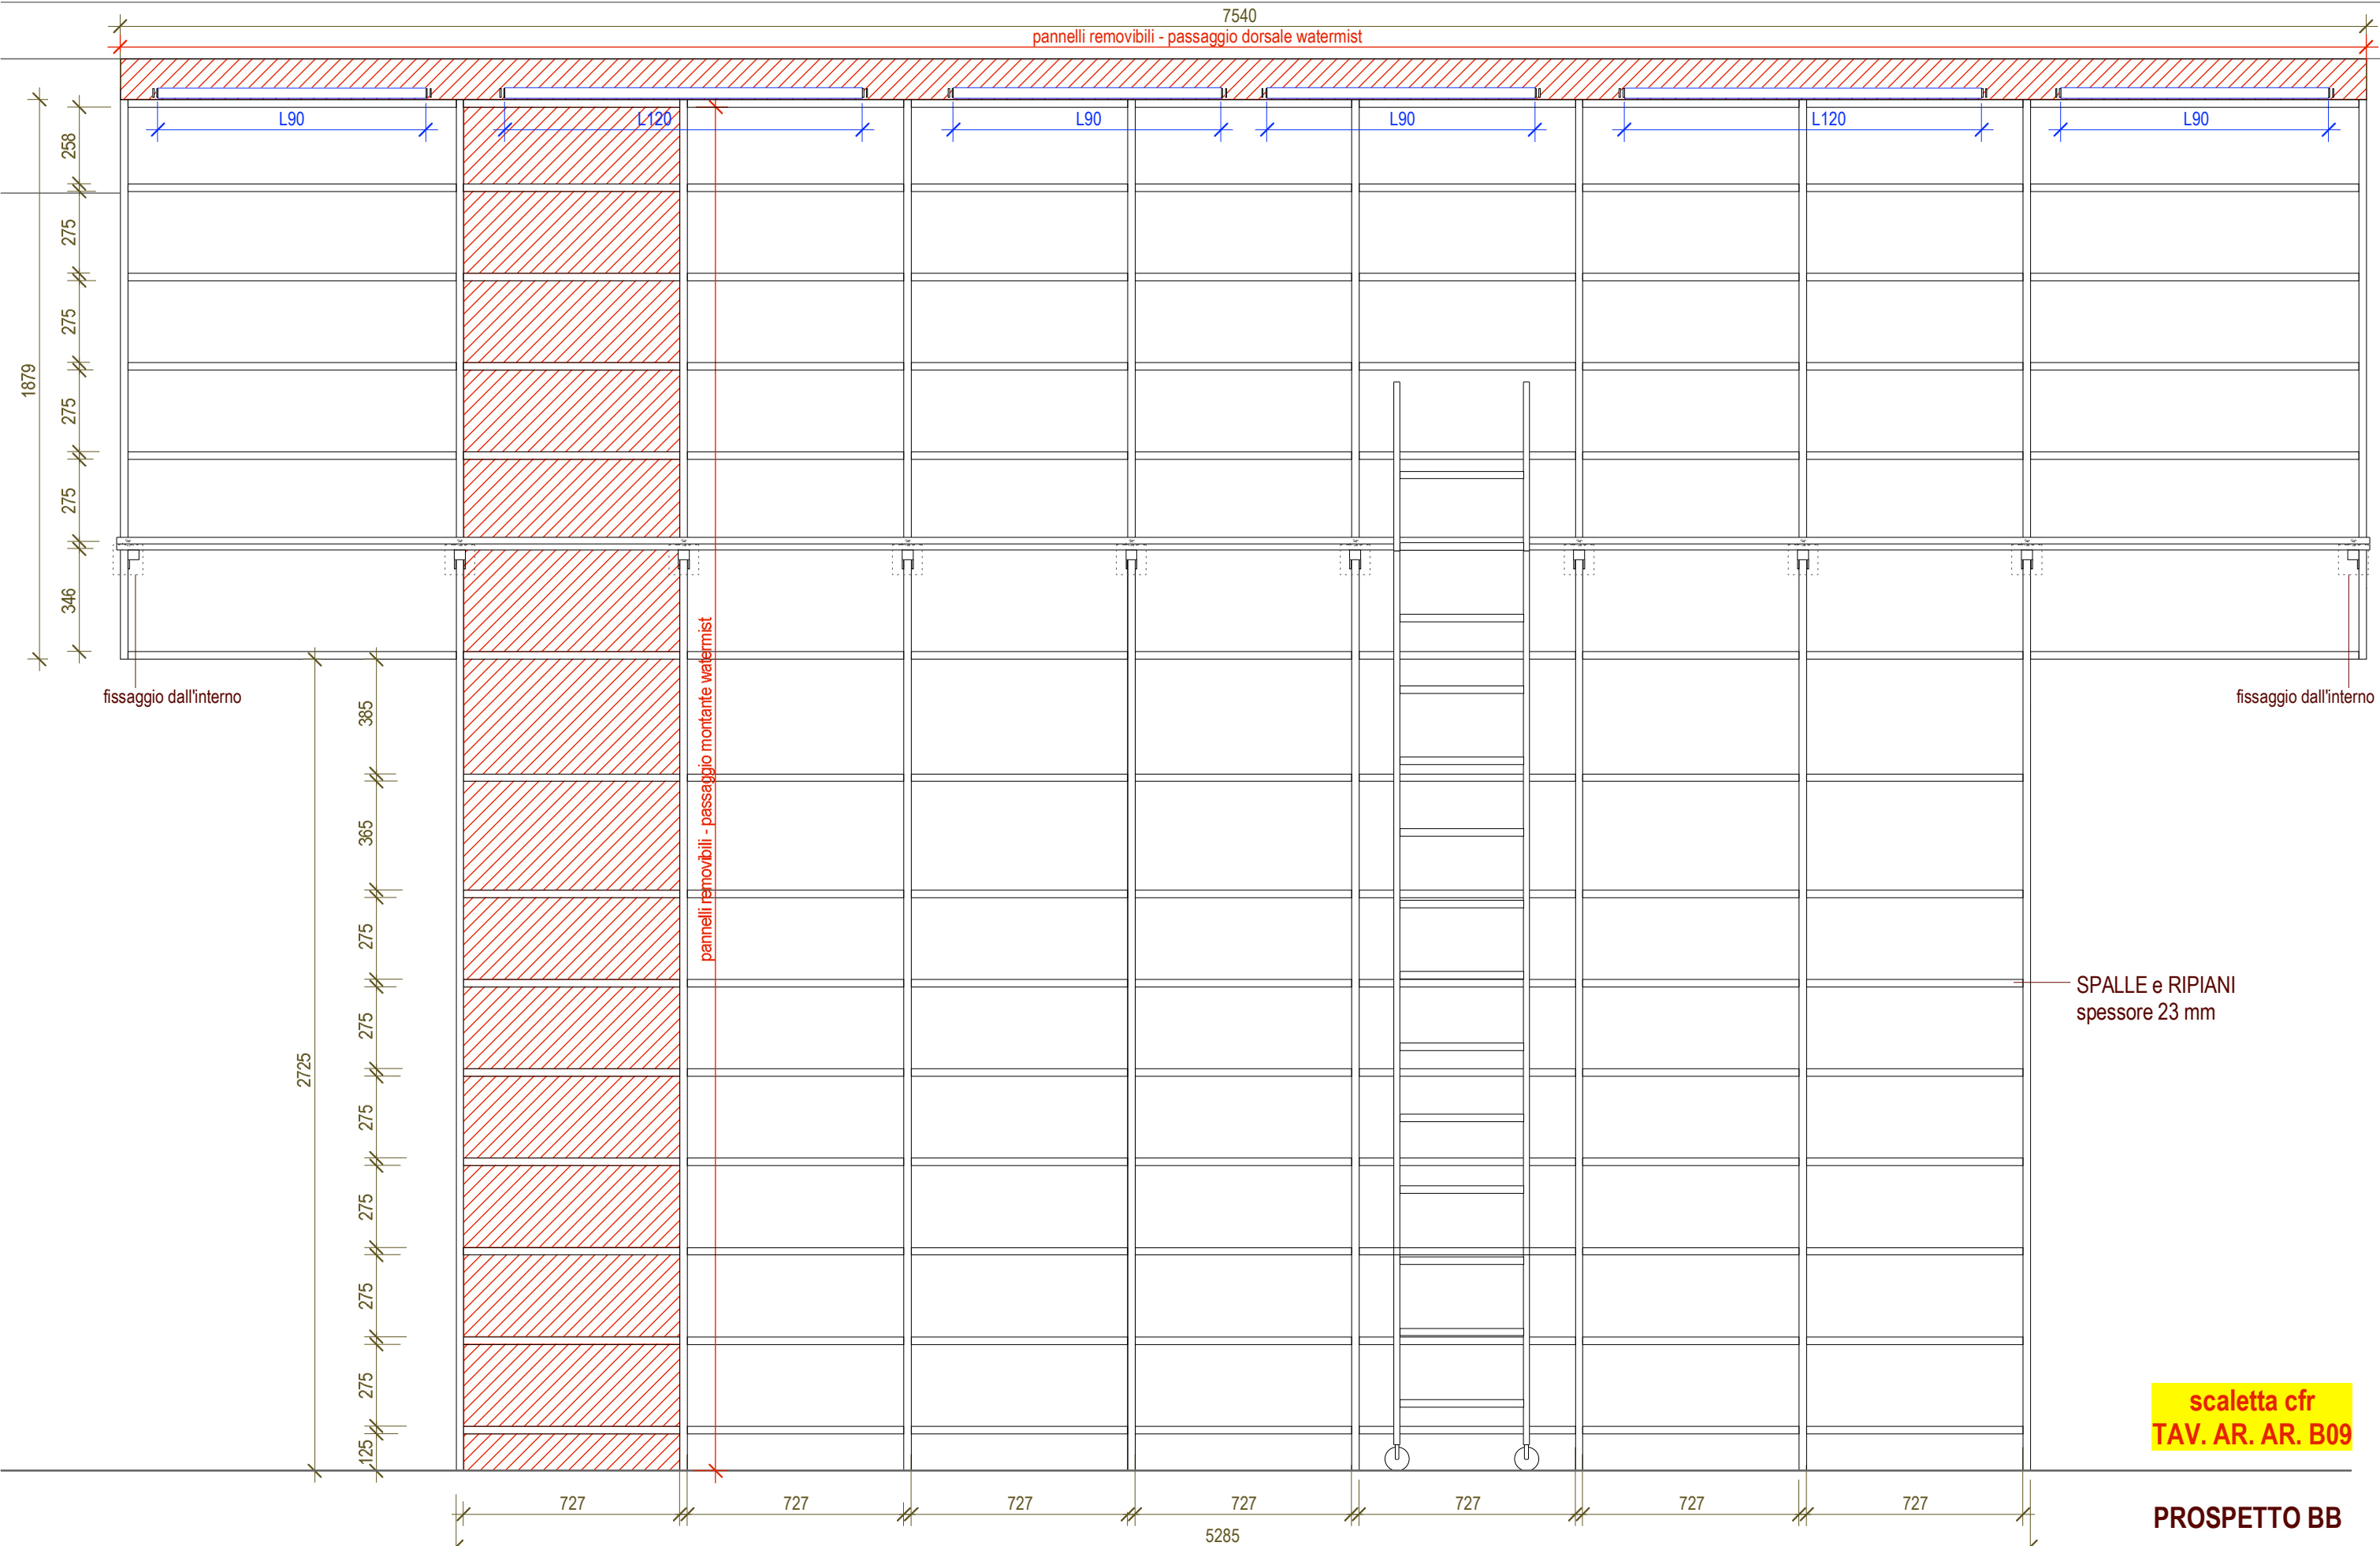 7540
pannelli removibili - passaggio dorsale watermist
L90
L120
L90
L90
L120
L90
258
275
275
275
275
346
1879
fissaggio dall'interno
fissaggio dall'interno
pannelli removibili - passaggio montante watermist
385
365
275
275
275
275
275
275
125
2725
SPALLE e RIPIANI
spessore 23 mm
scaletta cfr
TAV. AR. AR. B09
727
727
727
727
727
727
727
5285
PROSPETTO BB